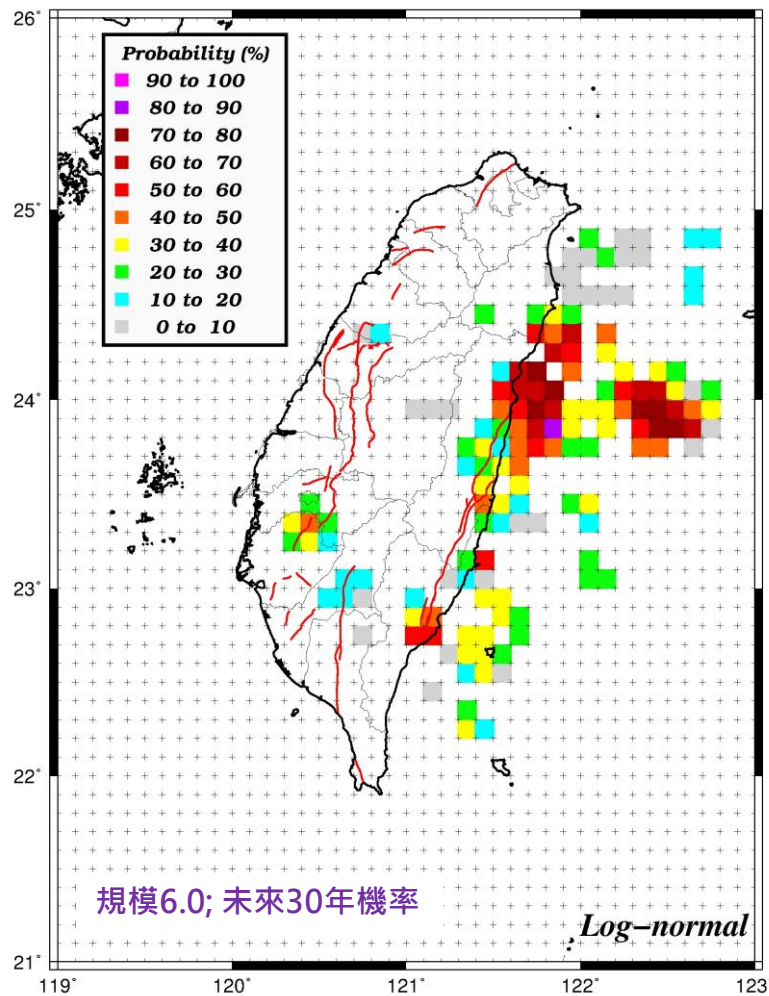 26°
Probability (%)
90 to 100
80 to 90
70 to 80
60 to 70
50 to 60
40 to 50
30 to 40
20 to 30
10 to 20
0 to 10
25°
24°
23°
22°
規模6.0; 未來30年機率
Log-normal
21°
119° 120° 121° 122° 123